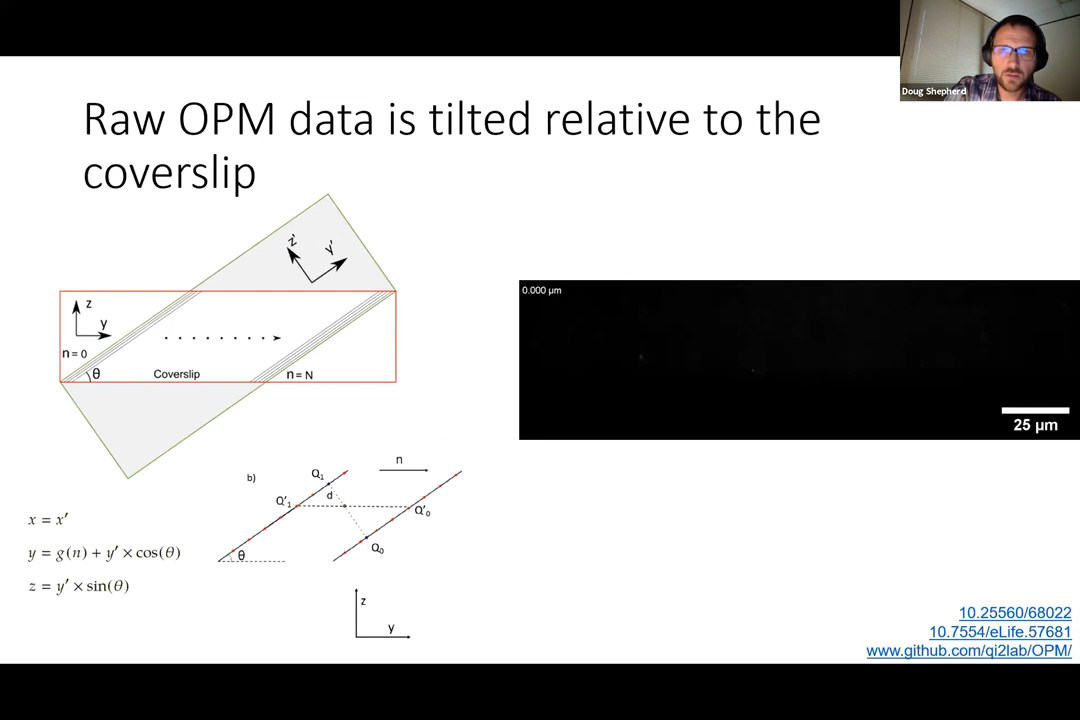 Doug Shepherd
Raw OPM data is tilted relative to the
coverslip
z'
y'
z
y
n = 0
θ
Coverslip
n = N
0.000 µm
25 µm
b)
n
Q₁
Q'₁
d
Q'₀
Q₀
θ
z
y
x = x′
y = g(n) + y′ × cos(θ)
z = y′ × sin(θ)
10.25560/68022
10.7554/eLife.57681
www.github.com/qi2lab/OPM/